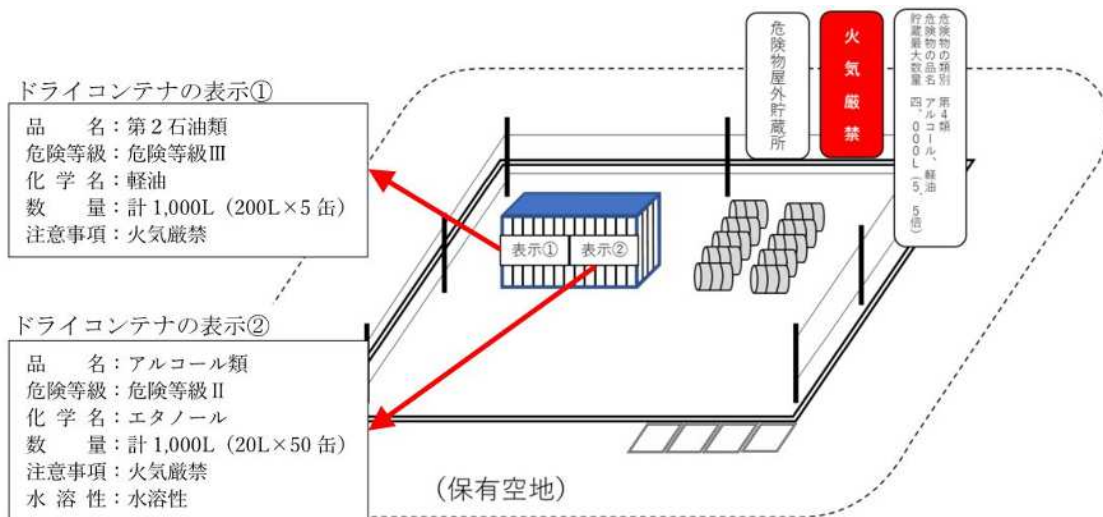 危険物屋外貯蔵所
火気厳禁
危険物の類別　第4類
危険物の品名　アルコール、軽油
貯蔵最大数量　四、000L（5．5倍）
ドライコンテナの表示①
品　　名：第２石油類
危険等級：危険等級Ⅲ
化 学 名：軽油
数　　量：計 1,000L（200L×5 缶）
注意事項：火気厳禁
表示①
表示②
ドライコンテナの表示②
品　　名：アルコール類
危険等級：危険等級Ⅱ
化 学 名：エタノール
数　　量：計 1,000L（20L×50 缶）
注意事項：火気厳禁
水 溶 性：水溶性
（保有空地）